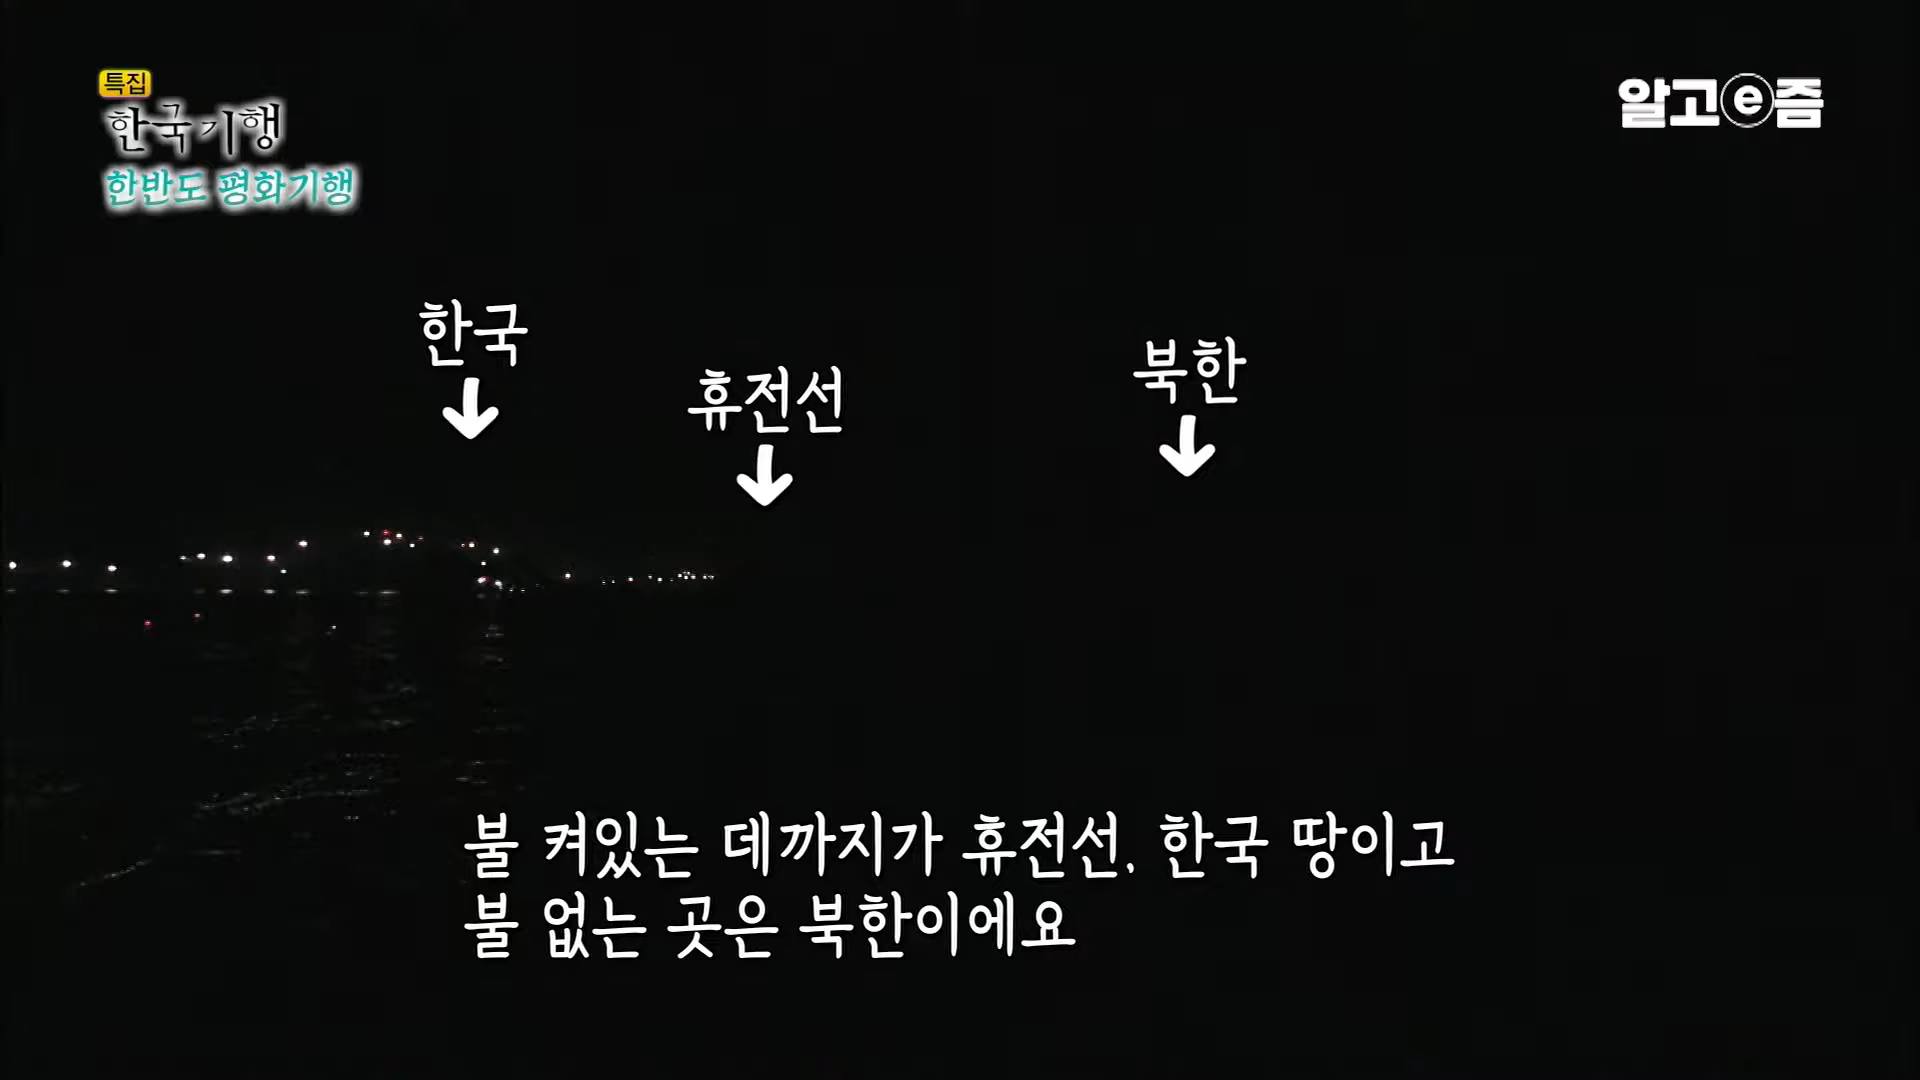 특집
한국기행
한반도 평화기행
알고e즘
한국
휴전선
북한
불 켜있는 데까지가 휴전선, 한국 땅이고
불 없는 곳은 북한이에요